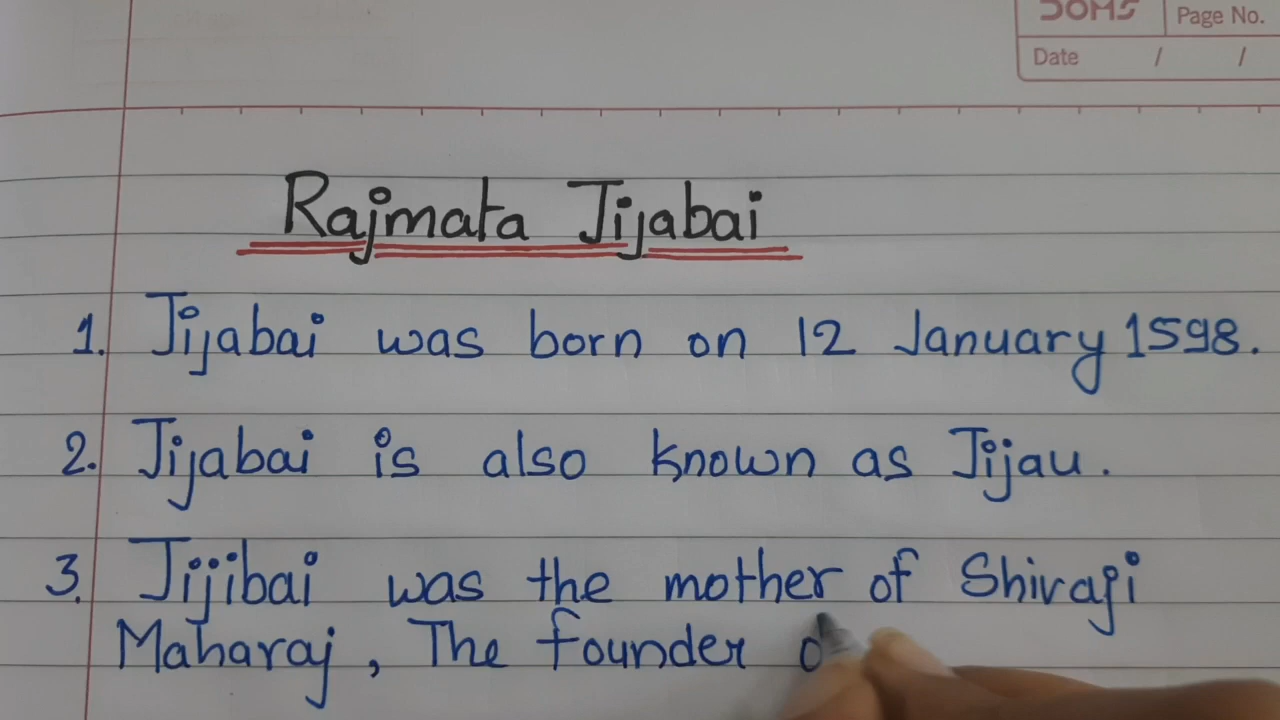 DOMS
Page No.
Date / /
Rajmata Jijabai
1. Jijabai was born on 12 January 1598.
2. Jijabai is also known as Jijau.
3. Jijibai was the mother of Shivaji
Maharaj, The founder o